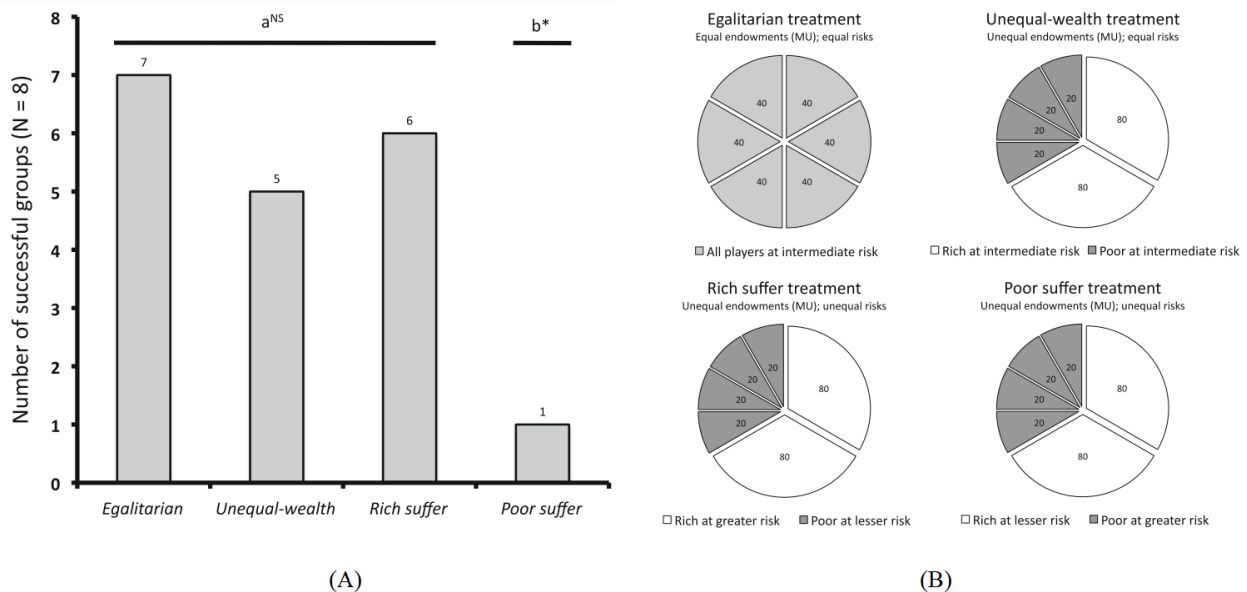 Number of successful groups (N = 8)
8
7
6
5
4
3
2
1
0
aNS
b*
7
5
6
1
Egalitarian
Unequal-wealth
Rich suffer
Poor suffer
(A)
Egalitarian treatment
Equal endowments (MU); equal risks
40
40
40
40
40
40
All players at intermediate risk
Unequal-wealth treatment
Unequal endowments (MU); equal risks
20
20
20
20
80
80
Rich at intermediate risk Poor at intermediate risk
Rich suffer treatment
Unequal endowments (MU); unequal risks
20
20
20
20
80
80
Rich at greater risk Poor at lesser risk
Poor suffer treatment
Unequal endowments (MU); unequal risks
20
20
20
20
80
80
Rich at lesser risk Poor at greater risk
(B)